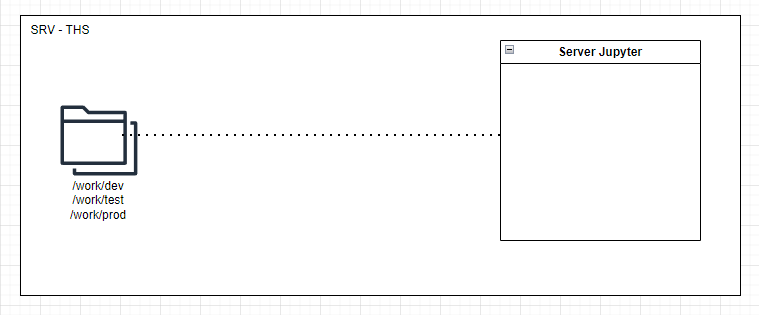 SRV - THS
Server Jupyter
/work/dev
/work/test
/work/prod